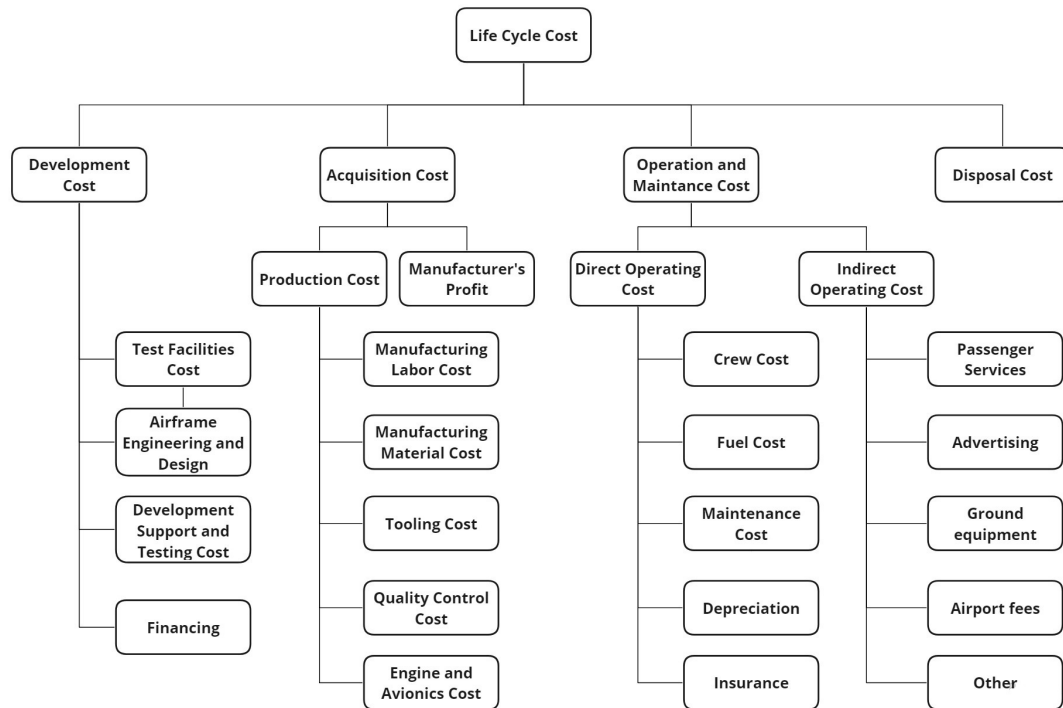 Life Cycle Cost
Development
Cost
Acquisition Cost
Operation and
Maintance Cost
Disposal Cost
Production Cost
Manufacturer's
Profit
Direct Operating
Cost
Indirect
Operating Cost
Test Facilities
Cost
Airframe
Engineering and
Design
Development
Support and
Testing Cost
Financing
Manufacturing
Labor Cost
Manufacturing
Material Cost
Tooling Cost
Quality Control
Cost
Engine and
Avionics Cost
Crew Cost
Fuel Cost
Maintenance
Cost
Depreciation
Insurance
Passenger
Services
Advertising
Ground
equipment
Airport fees
Other